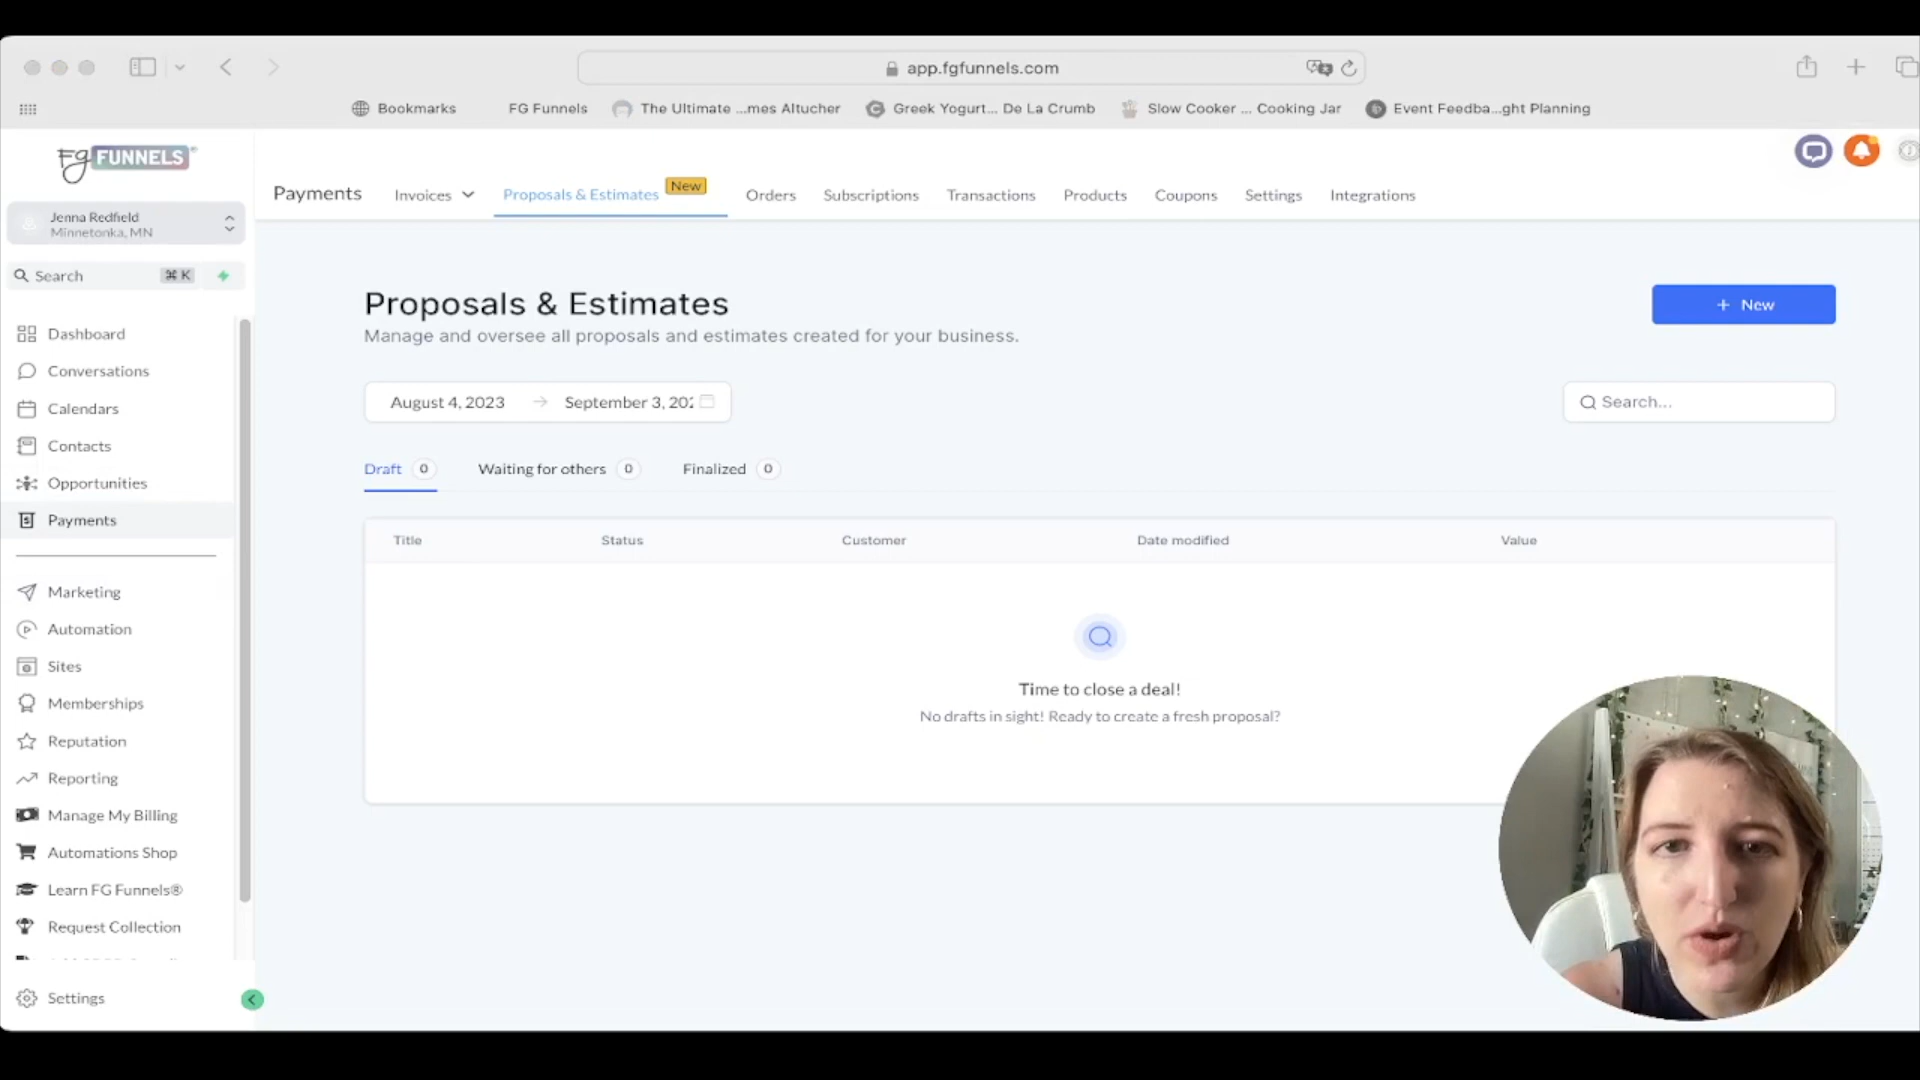 app.fgfunnels.com
Bookmarks
FG Funnels
The Ultimate ...mes Altucher
Greek Yogurt... De La Crumb
Slow Cooker ... Cooking Jar
Event Feedba...ght Planning
Fg FUNNELS®
Jenna Redfield
Minnetonka, MN
Search ⌘ K
Dashboard
Conversations
Calendars
Contacts
Opportunities
Payments
Marketing
Automation
Sites
Memberships
Reputation
Reporting
Manage My Billing
Automations Shop
Learn FG Funnels®
Request Collection
Settings
Payments
Invoices
Proposals & Estimates
New
Orders
Subscriptions
Transactions
Products
Coupons
Settings
Integrations
Proposals & Estimates
+ New
Manage and oversee all proposals and estimates created for your business.
August 4, 2023 → September 3, 202
Search...
Draft 0
Waiting for others 0
Finalized 0
Title Status Customer Date modified Value
Time to close a deal!
No drafts in sight! Ready to create a fresh proposal?